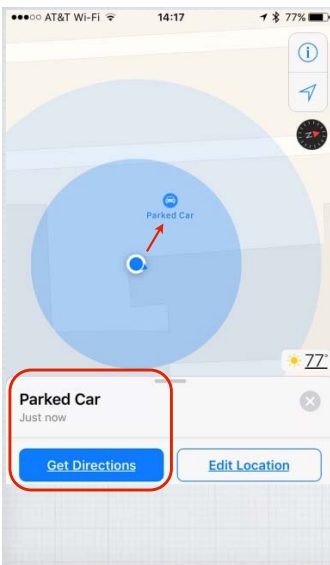 AT&T Wi-Fi 14:17 77%
Parked Car
77°
Parked Car
Just now
Get Directions
Edit Location